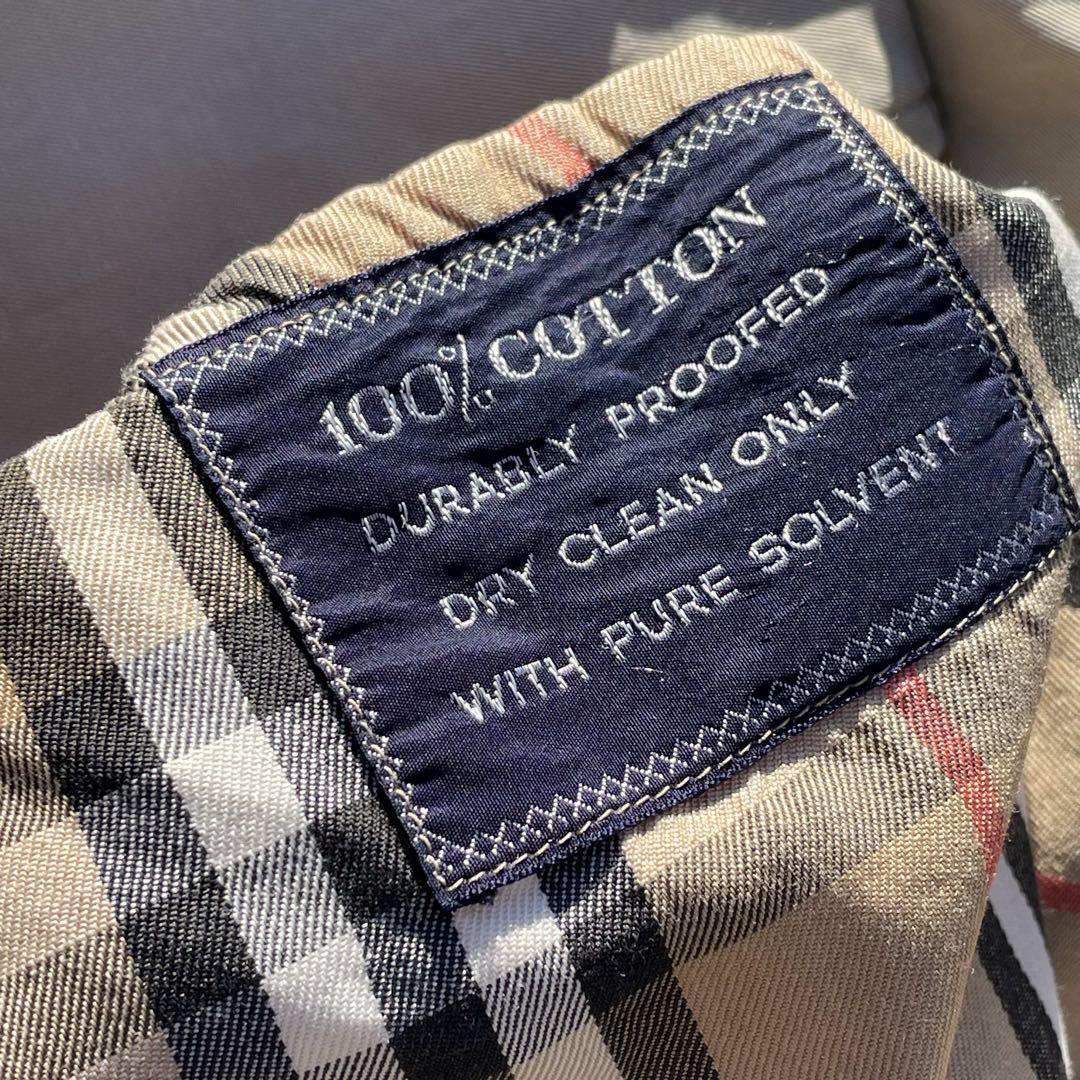 100% COTTON
DURABLY PROOFED
DRY CLEAN ONLY
WITH PURE SOLVENT